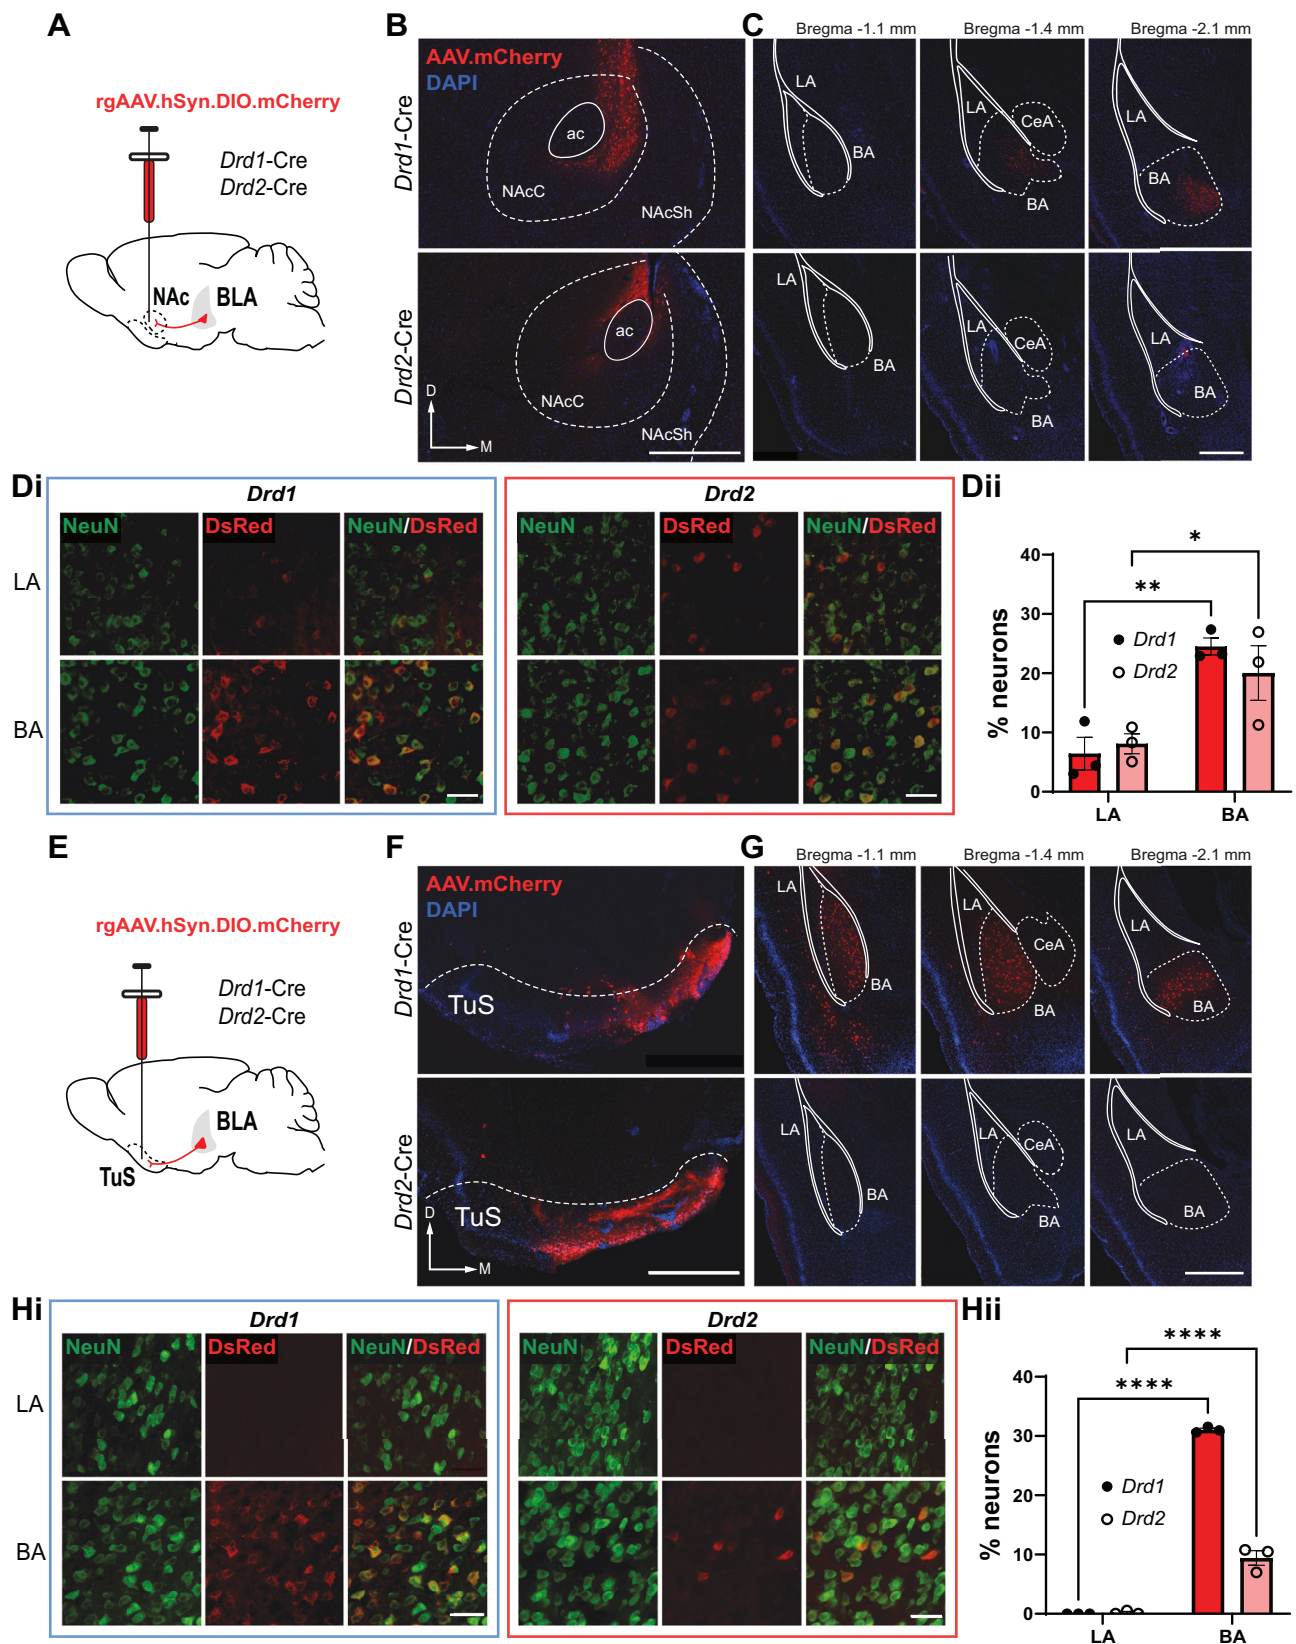 A
rgAAV.hSyn.DIO.mCherry
Drd1-Cre
Drd2-Cre
NAc
BLA
B
AAV.mCherry
DAPI
Drd1-Cre
ac
NAcC
NAcSh
Drd2-Cre
ac
NAcC
NAcSh
D
M
C
Bregma -1.1 mm
Bregma -1.4 mm
Bregma -2.1 mm
LA
BA
LA
CeA
BA
LA
BA
LA
BA
LA
CeA
BA
LA
BA
Di
Drd1
NeuN
DsRed
NeuN/DsRed
Drd2
NeuN
DsRed
NeuN/DsRed
LA
BA
Dii
% neurons
40
30
20
10
0
*
**
Drd1
Drd2
LA
BA
E
rgAAV.hSyn.DIO.mCherry
Drd1-Cre
Drd2-Cre
BLA
TuS
F
AAV.mCherry
DAPI
Drd1-Cre
TuS
Drd2-Cre
TuS
D
M
G
Bregma -1.1 mm
Bregma -1.4 mm
Bregma -2.1 mm
LA
BA
LA
CeA
BA
LA
BA
LA
BA
LA
CeA
BA
LA
BA
Hi
Drd1
NeuN
DsRed
NeuN/DsRed
Drd2
NeuN
DsRed
NeuN/DsRed
LA
BA
Hii
% neurons
40
30
20
10
0
****
****
Drd1
Drd2
LA
BA